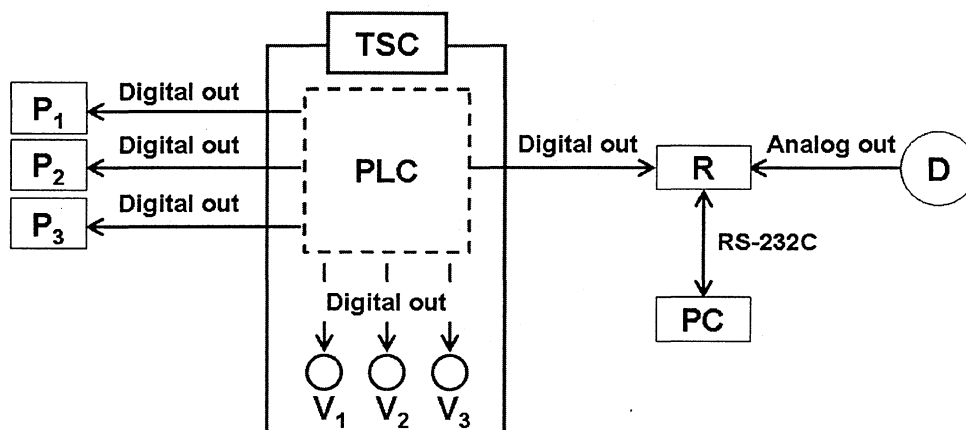 TSC
P1
Digital out
P2
Digital out
P3
Digital out
PLC
Digital out
R
Analog out
D
RS-232C
PC
Digital out
V1
V2
V3